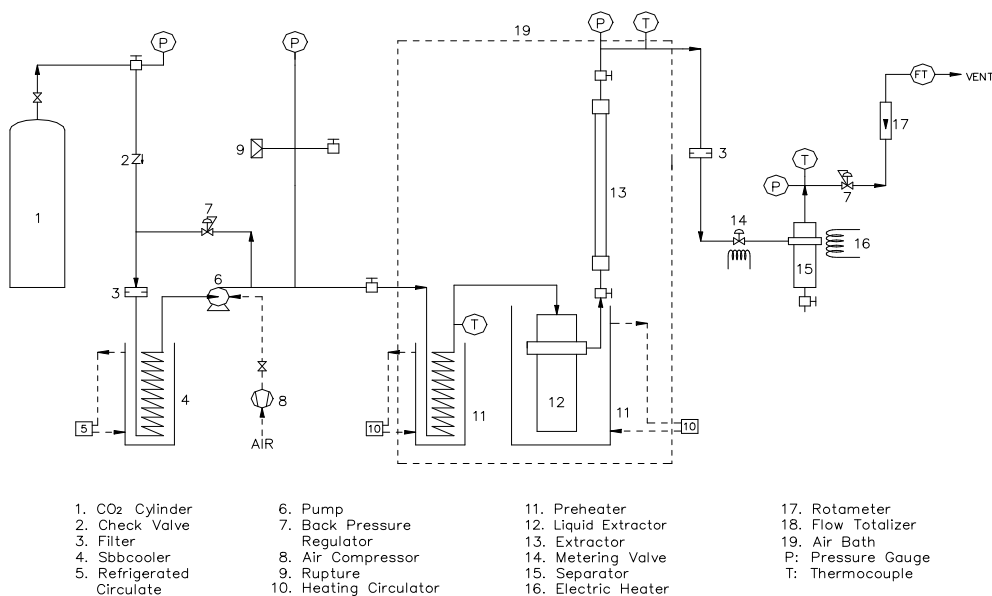 P
P
19
P
T
FT
VENT
17
2
9
3
T
P
7
13
1
7
14
16
15
3
6
T
4
8
11
12
11
5
10
10
AIR
1. CO2 Cylinder
2. Check Valve
3. Filter
4. Sbbcooler
5. Refrigerated
Circulate
6. Pump
7. Back Pressure
Regulator
8. Air Compressor
9. Rupture
10. Heating Circulator
11. Preheater
12. Liquid Extractor
13. Extractor
14. Metering Valve
15. Separator
16. Electric Heater
17. Rotameter
18. Flow Totalizer
19. Air Bath
P: Pressure Gauge
T: Thermocouple